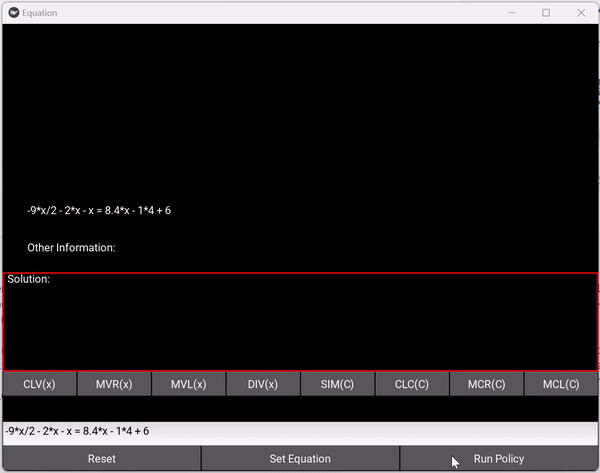 Equation
-9*x/2 - 2*x - x = 8.4*x - 1*4 + 6
Other Information:
Solution:
CLV(x) MVR(x) MVL(x) DIV(x) SIM(C) CLC(C) MCR(C) MCL(C)
-9*x/2 - 2*x - x = 8.4*x - 1*4 + 6
Reset Set Equation Run Policy